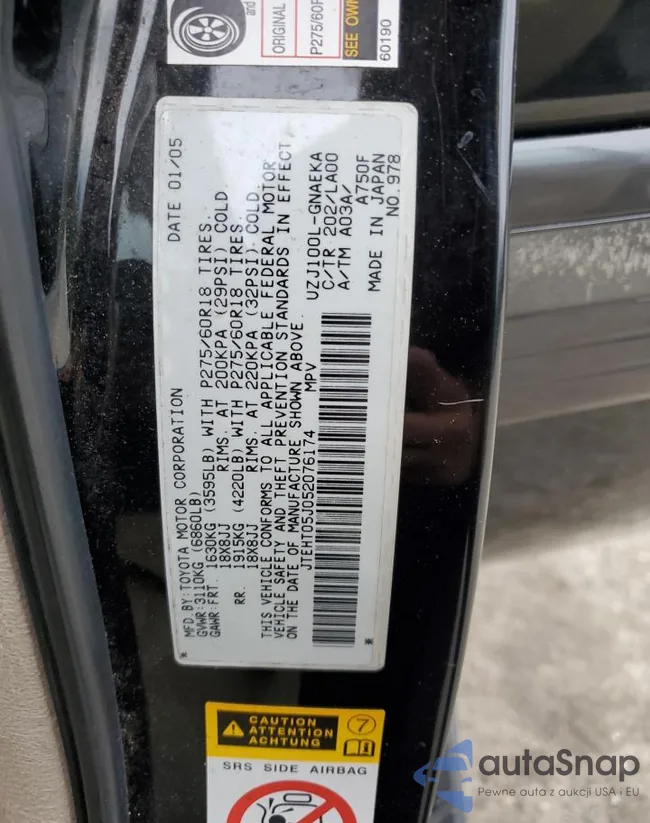 and
ORIGINAL
P275/60R
SEE OWN
60190
MFD.BY:TOYOTA MOTOR CORPORATION DATE 01/05
GVWR:3110KG(6860LB)
GAWR:FRT. 1630KG (3595LB) WITH P275/60R18 TIRES,
18X8JJ RIMS, AT 200KPA (29PSI) COLD
RR. 1915KG (4220LB) WITH P275/60R18 TIRES,
18X8JJ RIMS, AT 220KPA (32PSI) COLD
THIS VEHICLE CONFORMS TO ALL APPLICABLE FEDERAL MOTOR
VEHICLE SAFETY AND THEFT PREVENTION STANDARDS IN EFFECT
ON THE DATE OF MANUFACTURE SHOWN ABOVE.
* JTEHT05J052076174 *
MPV
UZJ100L-GNAEKA
C/TR 202/LA00
A/TM A03A/
A750F
MADE IN JAPAN
NO.978
CAUTION
ATTENTION
ACHTUNG
7
SRS SIDE AIRBAG
autoSnap
Pewne auta z aukcji USA i EU